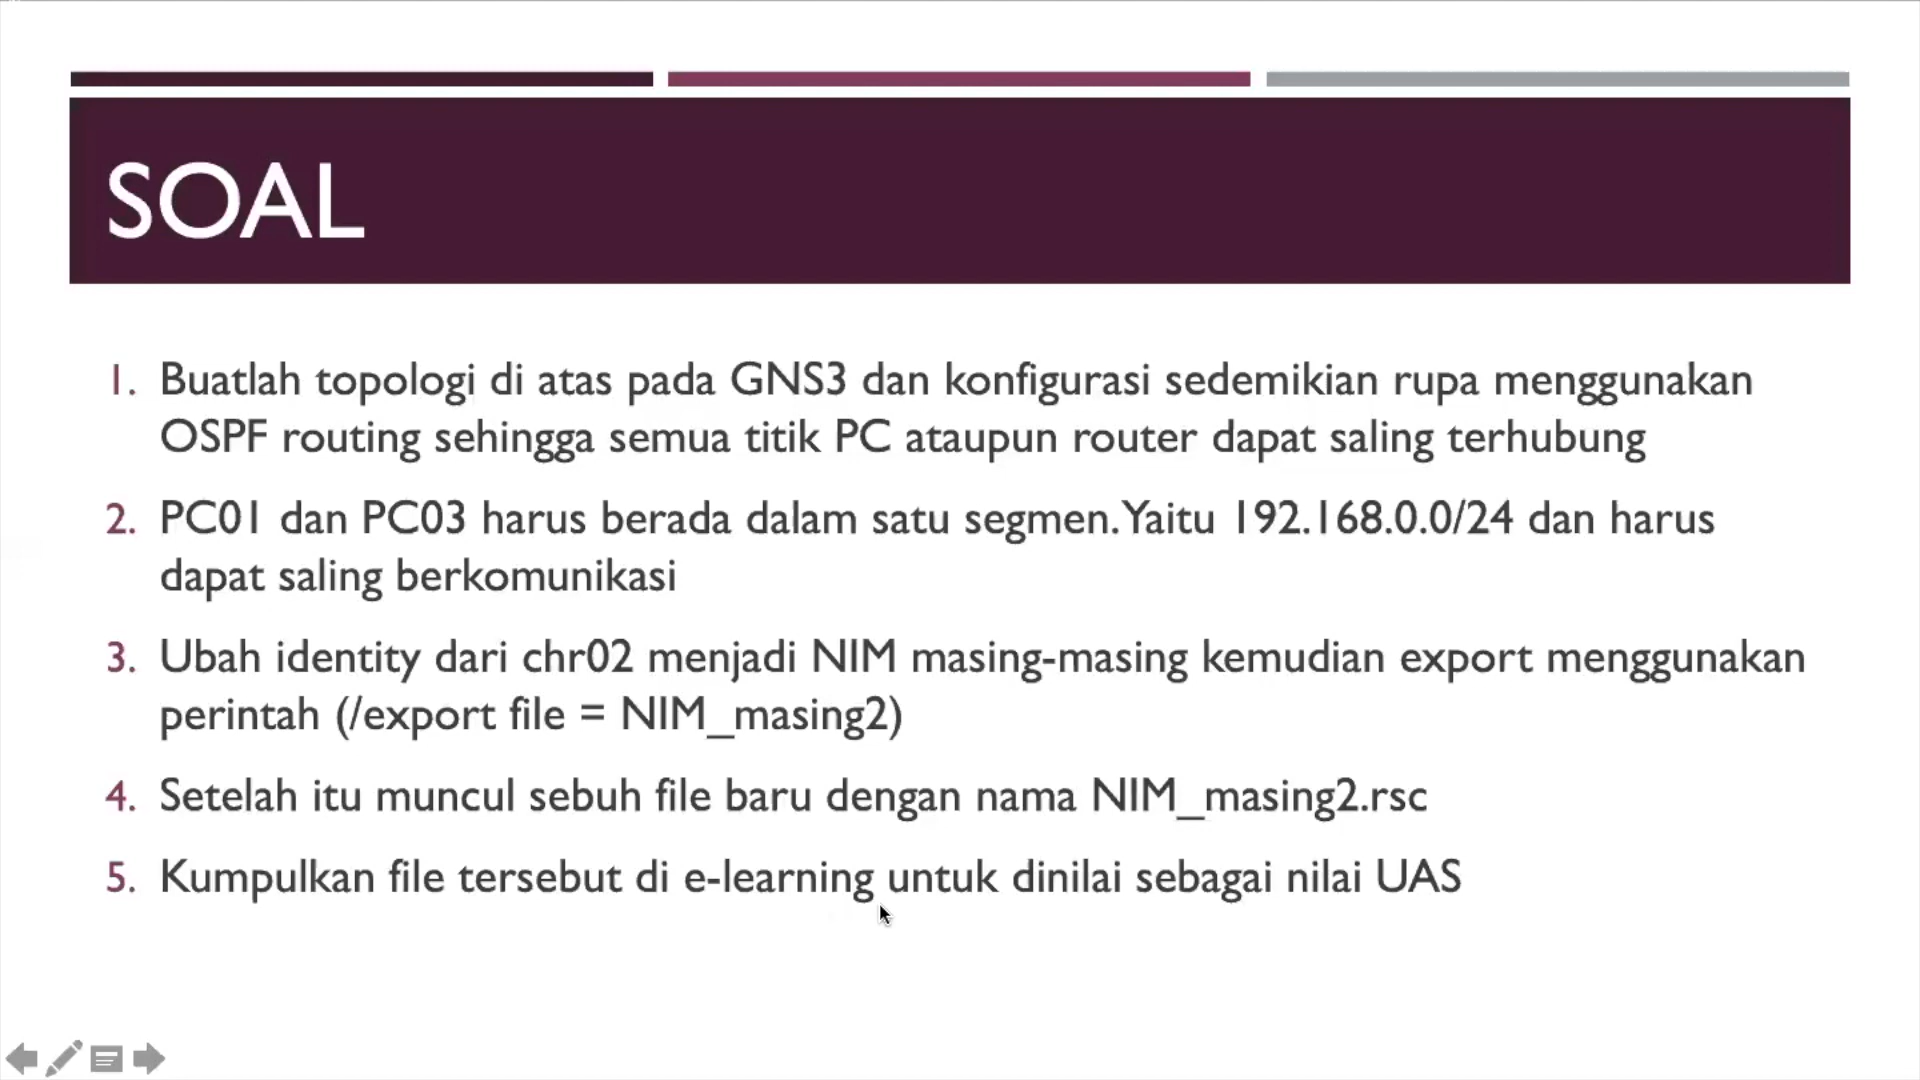 SOAL
1. Buatlah topologi di atas pada GNS3 dan konfigurasi sedemikian rupa menggunakan
OSPF routing sehingga semua titik PC ataupun router dapat saling terhubung
2. PC01 dan PC03 harus berada dalam satu segmen. Yaitu 192.168.0.0/24 dan harus
dapat saling berkomunikasi
3. Ubah identity dari chr02 menjadi NIM masing-masing kemudian export menggunakan
perintah (/export file = NIM_masing2)
4. Setelah itu muncul sebuh file baru dengan nama NIM_masing2.rsc
5. Kumpulkan file tersebut di e-learning untuk dinilai sebagai nilai UAS